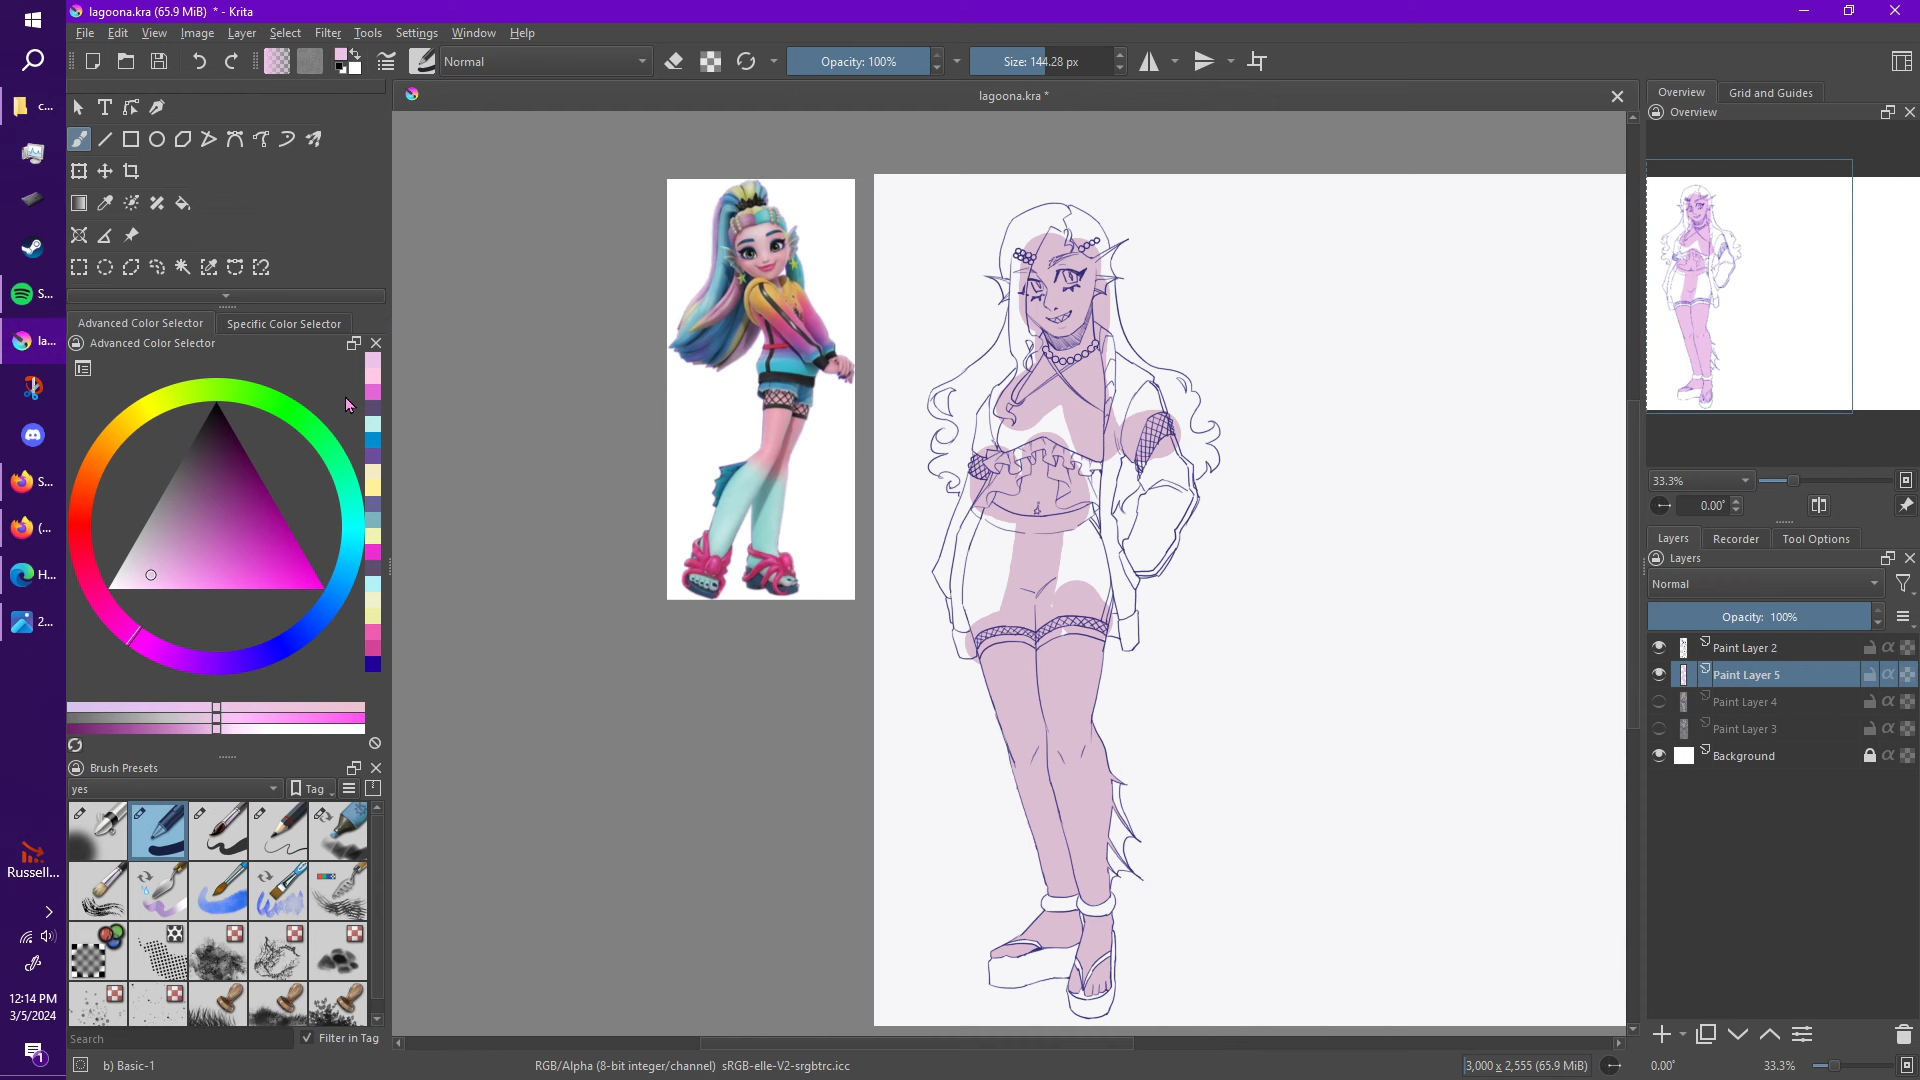 lagoona.kra (65.9 MiB) * - Krita
File Edit View Image Layer Select Filter Tools Settings Window Help
Normal
Opacity: 100%
Size: 144.28 px
lagoona.kra *
Overview Grid and Guides
Overview
c...
S...
la...
S...
(...
H...
2...
Advanced Color Selector Specific Color Selector
Advanced Color Selector
33.3%
0.00°
Layers Recorder Tool Options
Layers
Normal
Opacity: 100%
Paint Layer 2
Paint Layer 5
Paint Layer 4
Paint Layer 3
Background
Brush Presets
yes
Tag
Russell...
12:14 PM
3/5/2024
1
Search
Filter in Tag
b) Basic-1
RGB/Alpha (8-bit integer/channel) sRGB-elle-V2-srgbtrc.icc
3,000 x 2,555 (65.9 MiB)
0.00°
33.3%